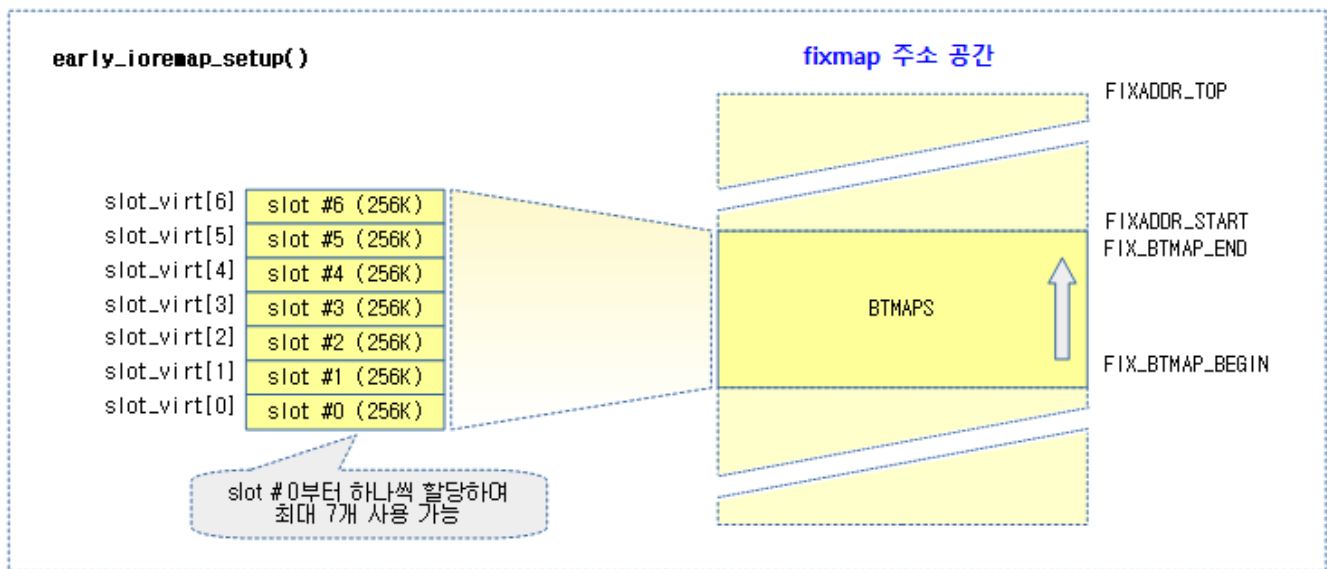 early_ioremap_setup()
fixmap 주소 공간
FIXADDR_TOP
slot_virt[6] slot #6 (256K)
slot_virt[5] slot #5 (256K)
slot_virt[4] slot #4 (256K)
slot_virt[3] slot #3 (256K)
slot_virt[2] slot #2 (256K)
slot_virt[1] slot #1 (256K)
slot_virt[0] slot #0 (256K)
FIXADDR_START
FIX_BTMAP_END
BTMAPS
FIX_BTMAP_BEGIN
slot #0부터 하나씩 할당하여
최대 7개 사용 가능